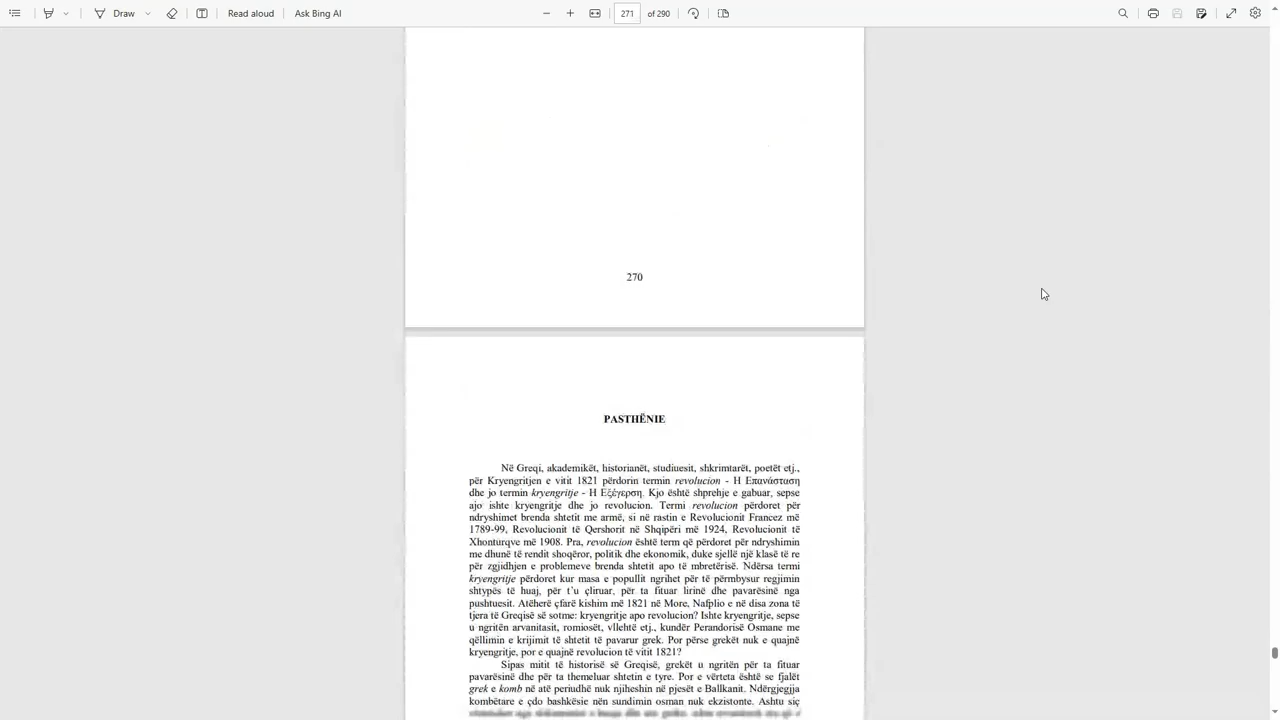 Draw
Read aloud
Ask Bing AI
271 of 290
270
PASTHËNIE
Në Greqi, akademikët, historianët, studiuesit, shkrimtarët, poetët etj.,
për Kryengritjen e vitit 1821 përdorin termin revolucion - Η Επανάσταση
dhe jo termin kryengritje - Η Εξέγερση. Kjo është shprehje e gabuar, sepse
ajo ishte kryengritje dhe jo revolucion. Termi revolucion përdoret për
ndryshimet brenda shtetit me armë, si në rastin e Revolucionit Francez më
1789-99, Revolucionit të Qershorit në Shqipëri më 1924, Revolucionit të
Xhonturqve më 1908. Pra, revolucion është term që përdoret për ndryshimin
me dhunë të rendit shoqëror, politik dhe ekonomik, duke sjellë një klasë të re
për zgjidhjen e problemeve brenda shtetit apo të mbretërisë. Ndërsa termi
kryengritje përdoret kur masa e popullit ngrihet për të përmbysur regjimin
shtypës të huaj, për t'u çliruar, për ta fituar lirinë dhe pavarësinë nga
pushtuesit. Atëherë çfarë kishim më 1821 në More, Nafplio e në disa zona të
tjera të Greqisë së sotme: kryengritje apo revolucion? Ishte kryengritje, sepse
u ngritën arvanitasit, romiosët, vllehtë etj., kundër Perandorisë Osmane me
qëllimin e krijimit të shtetit të pavarur grek. Por përse grekët nuk e quajnë
kryengritje, por e quajnë revolucion të vitit 1821?
Sipas mitit të historisë së Greqisë, grekët u ngritën për ta fituar
pavarësinë dhe për ta themeluar shtetin e tyre. Por e vërteta është se fjalët
grek e komb në atë periudhë nuk njiheshin në pjesët e Ballkanit. Ndërgjegjja
kombëtare e çdo bashkësie nën sundimin osman nuk ekzistonte. Ashtu siç